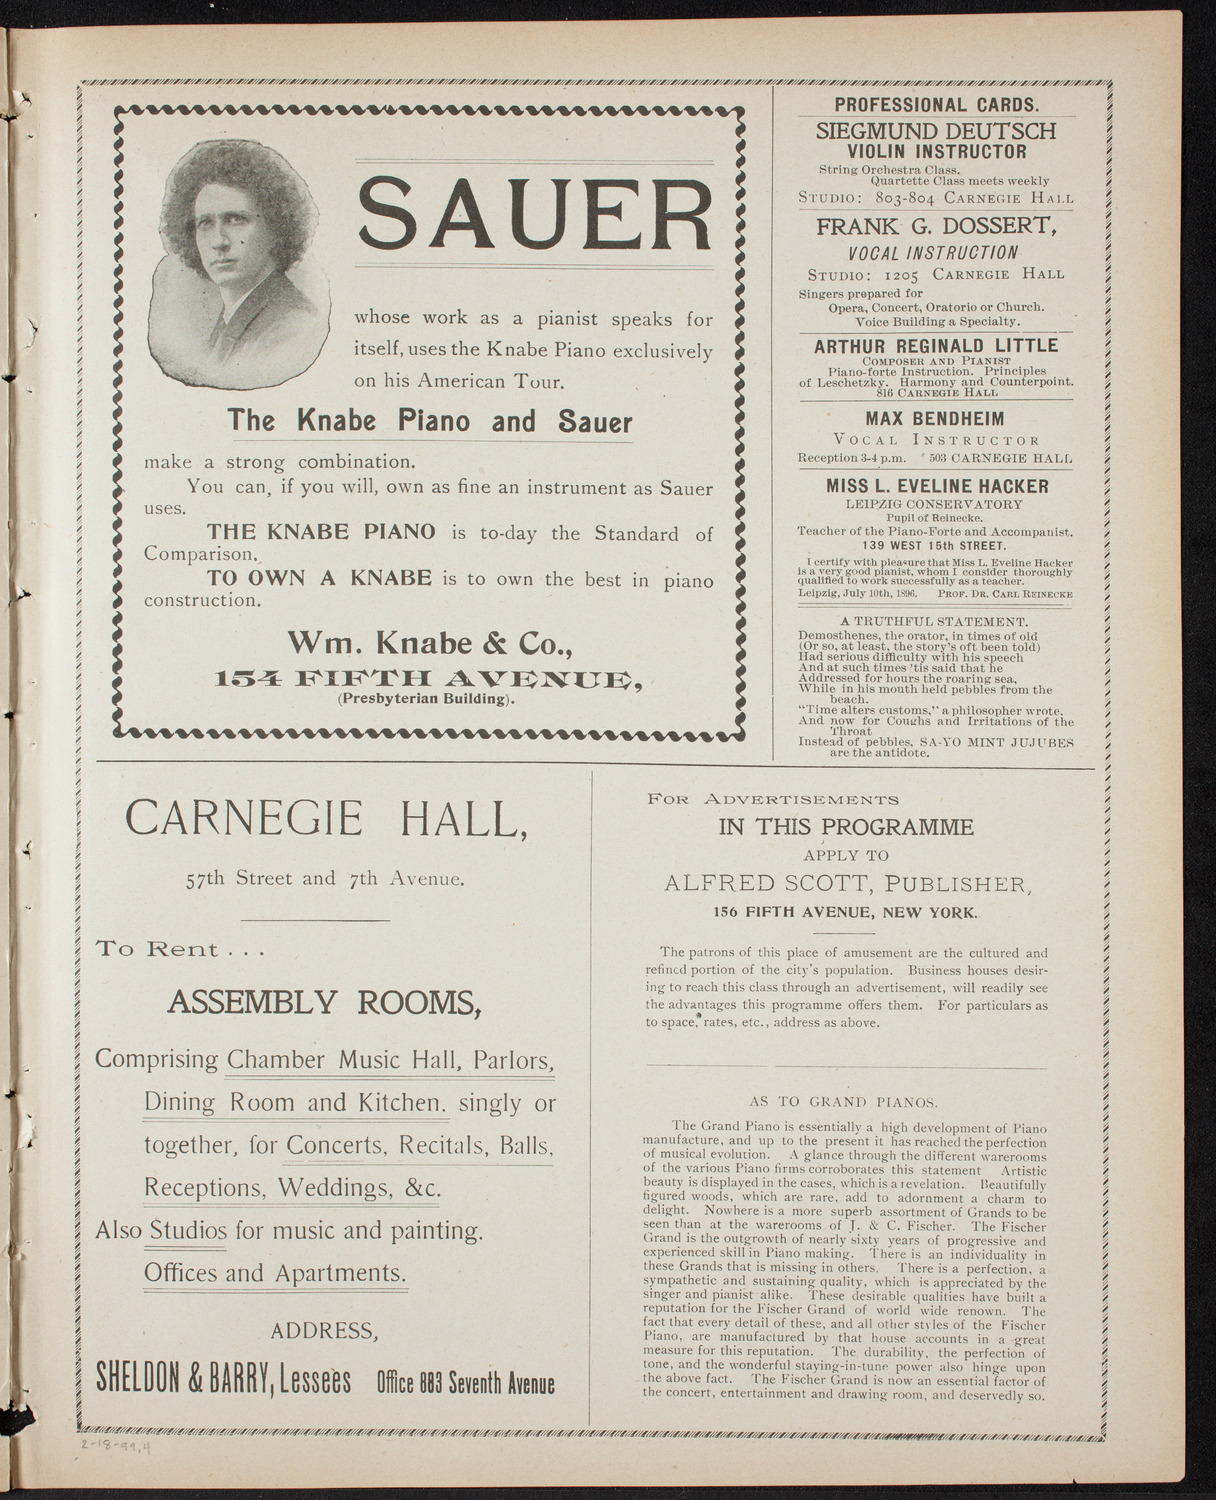 SAUER
whose work as a pianist speaks for
itself, uses the Knabe Piano exclusively
on his American Tour.
The Knabe Piano and Sauer
make a strong combination.
You can, if you will, own as fine an instrument as Sauer
uses.
THE KNABE PIANO is to-day the Standard of
Comparison.
TO OWN A KNABE is to own the best in piano
construction.
Wm. Knabe & Co.,
154 FIFTH AVENUE,
(Presbyterian Building).
PROFESSIONAL CARDS.
SIEGMUND DEUTSCH
VIOLIN INSTRUCTOR
String Orchestra Class.
Quartette Class meets weekly
STUDIO: 803-804 CARNEGIE HALL
FRANK G. DOSSERT,
VOCAL INSTRUCTION
STUDIO: 1205 CARNEGIE HALL
Singers prepared for
Opera, Concert, Oratorio or Church.
Voice Building a Specialty.
ARTHUR REGINALD LITTLE
COMPOSER AND PIANIST
Piano-forte Instruction. Principles
of Leschetzky. Harmony and Counterpoint.
816 CARNEGIE HALL
MAX BENDHEIM
VOCAL INSTRUCTOR
Reception 3-4 p.m. 503 CARNEGIE HALL
MISS L. EVELINE HACKER
LEIPZIG CONSERVATORY
Pupil of Reinecke.
Teacher of the Piano-Forte and Accompanist.
139 WEST 15th STREET.
I certify with pleasure that Miss L. Eveline Hacker
is a very good pianist, whom I consider thoroughly
qualified to work successfully as a teacher.
Leipzig, July 10th, 1896. PROF. DR. CARL REINECKE
A TRUTHFUL STATEMENT.
Demosthenes, the orator, in times of old
(Or so, at least, the story's oft been told)
Had serious difficulty with his speech
And at such times 'tis said that he
Addressed for hours the roaring sea,
While in his mouth held pebbles from the
beach.
"Time alters customs," a philosopher wrote.
And now for Coughs and Irritations of the
Throat
Instead of pebbles, SA-YO MINT JUJUBES
are the antidote.
CARNEGIE HALL,
57th Street and 7th Avenue.
To Rent . . .
ASSEMBLY ROOMS,
Comprising Chamber Music Hall, Parlors,
Dining Room and Kitchen. singly or
together, for Concerts, Recitals, Balls,
Receptions, Weddings, &c.
Also Studios for music and painting.
Offices and Apartments.
ADDRESS,
SHELDON & BARRY, Lessees Office 883 Seventh Avenue
FOR ADVERTISEMENTS
IN THIS PROGRAMME
APPLY TO
ALFRED SCOTT, PUBLISHER,
156 FIFTH AVENUE, NEW YORK.
The patrons of this place of amusement are the cultured and
refined portion of the city's population. Business houses desir-
ing to reach this class through an advertisement, will readily see
the advantages this programme offers them. For particulars as
to space, rates, etc., address as above.
AS TO GRAND PIANOS.
The Grand Piano is essentially a high development of Piano
manufacture, and up to the present it has reached the perfection
of musical evolution. A glance through the different warerooms
of the various Piano firms corroborates this statement Artistic
beauty is displayed in the cases, which is a revelation. Beautifully
figured woods, which are rare, add to adornment a charm to
delight. Nowhere is a more superb assortment of Grands to be
seen than at the warerooms of J. & C. Fischer. The Fischer
Grand is the outgrowth of nearly sixty years of progressive and
experienced skill in Piano making. There is an individuality in
these Grands that is missing in others. There is a perfection, a
sympathetic and sustaining quality, which is appreciated by the
singer and pianist alike. These desirable qualities have built a
reputation for the Fischer Grand of world wide renown. The
fact that every detail of these, and all other styles of the Fischer
Piano, are manufactured by that house accounts in a great
measure for this reputation. The durability, the perfection of
tone, and the wonderful staying-in-tune power also hinge upon
the above fact. The Fischer Grand is now an essential factor of
the concert, entertainment and drawing room, and deservedly so.
2-18-99,4